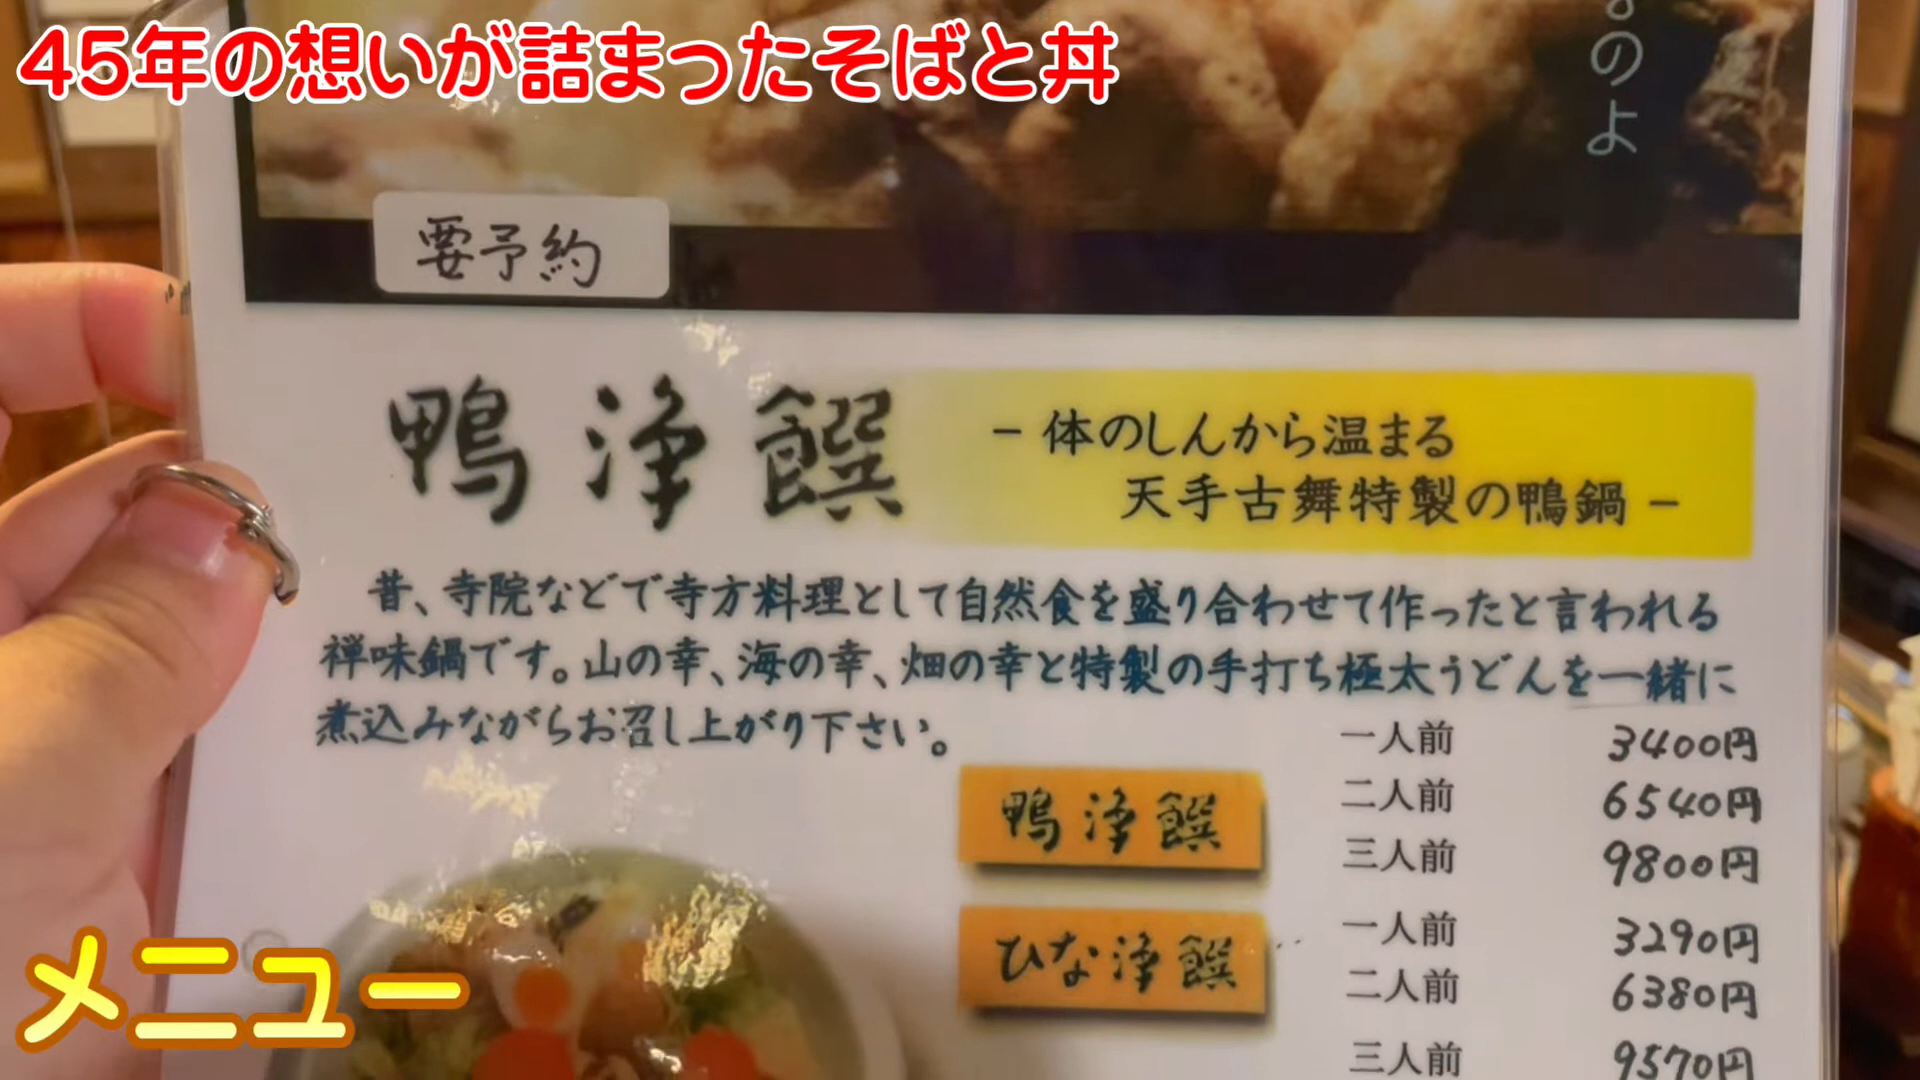 45年の想いが詰まったそばと丼
のよ
要予約
鴨浄饌
－体のしんから温まる
天手古舞特製の鴨鍋－
昔、寺院などで寺方料理として自然食を盛り合わせて作ったと言われる
禅味鍋です。山の幸、海の幸、畑の幸と特製の手打ち極太うどんを一緒に
煮込みながらお召し上がり下さい。
鴨浄饌
一人前 3400円
二人前 6540円
三人前 9800円
ひな浄饌
一人前 3290円
二人前 6380円
三人前 9570円
メニュー